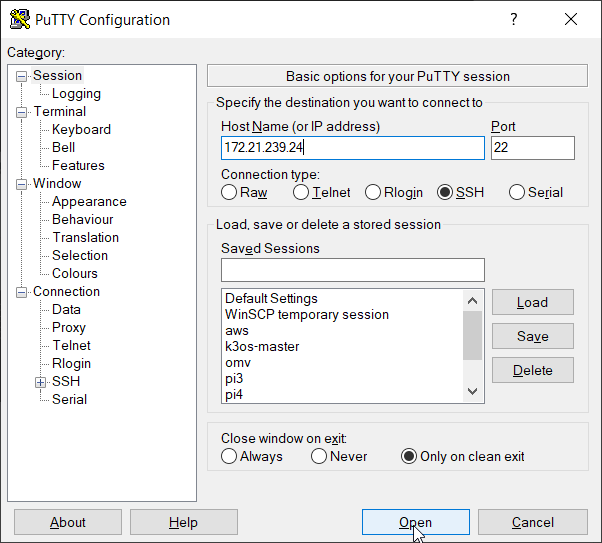 PuTTY Configuration
?
Category:
Session
Logging
Terminal
Keyboard
Bell
Features
Window
Appearance
Behaviour
Translation
Selection
Colours
Connection
Data
Proxy
Telnet
Rlogin
SSH
Serial
Basic options for your PuTTY session
Specify the destination you want to connect to
Host Name (or IP address) Port
172.21.239.24 22
Connection type:
Raw Telnet Rlogin SSH Serial
Load, save or delete a stored session
Saved Sessions
Default Settings
WinSCP temporary session
aws
k3os-master
omv
pi3
pi4
Load
Save
Delete
Close window on exit:
Always Never Only on clean exit
About Help Open Cancel